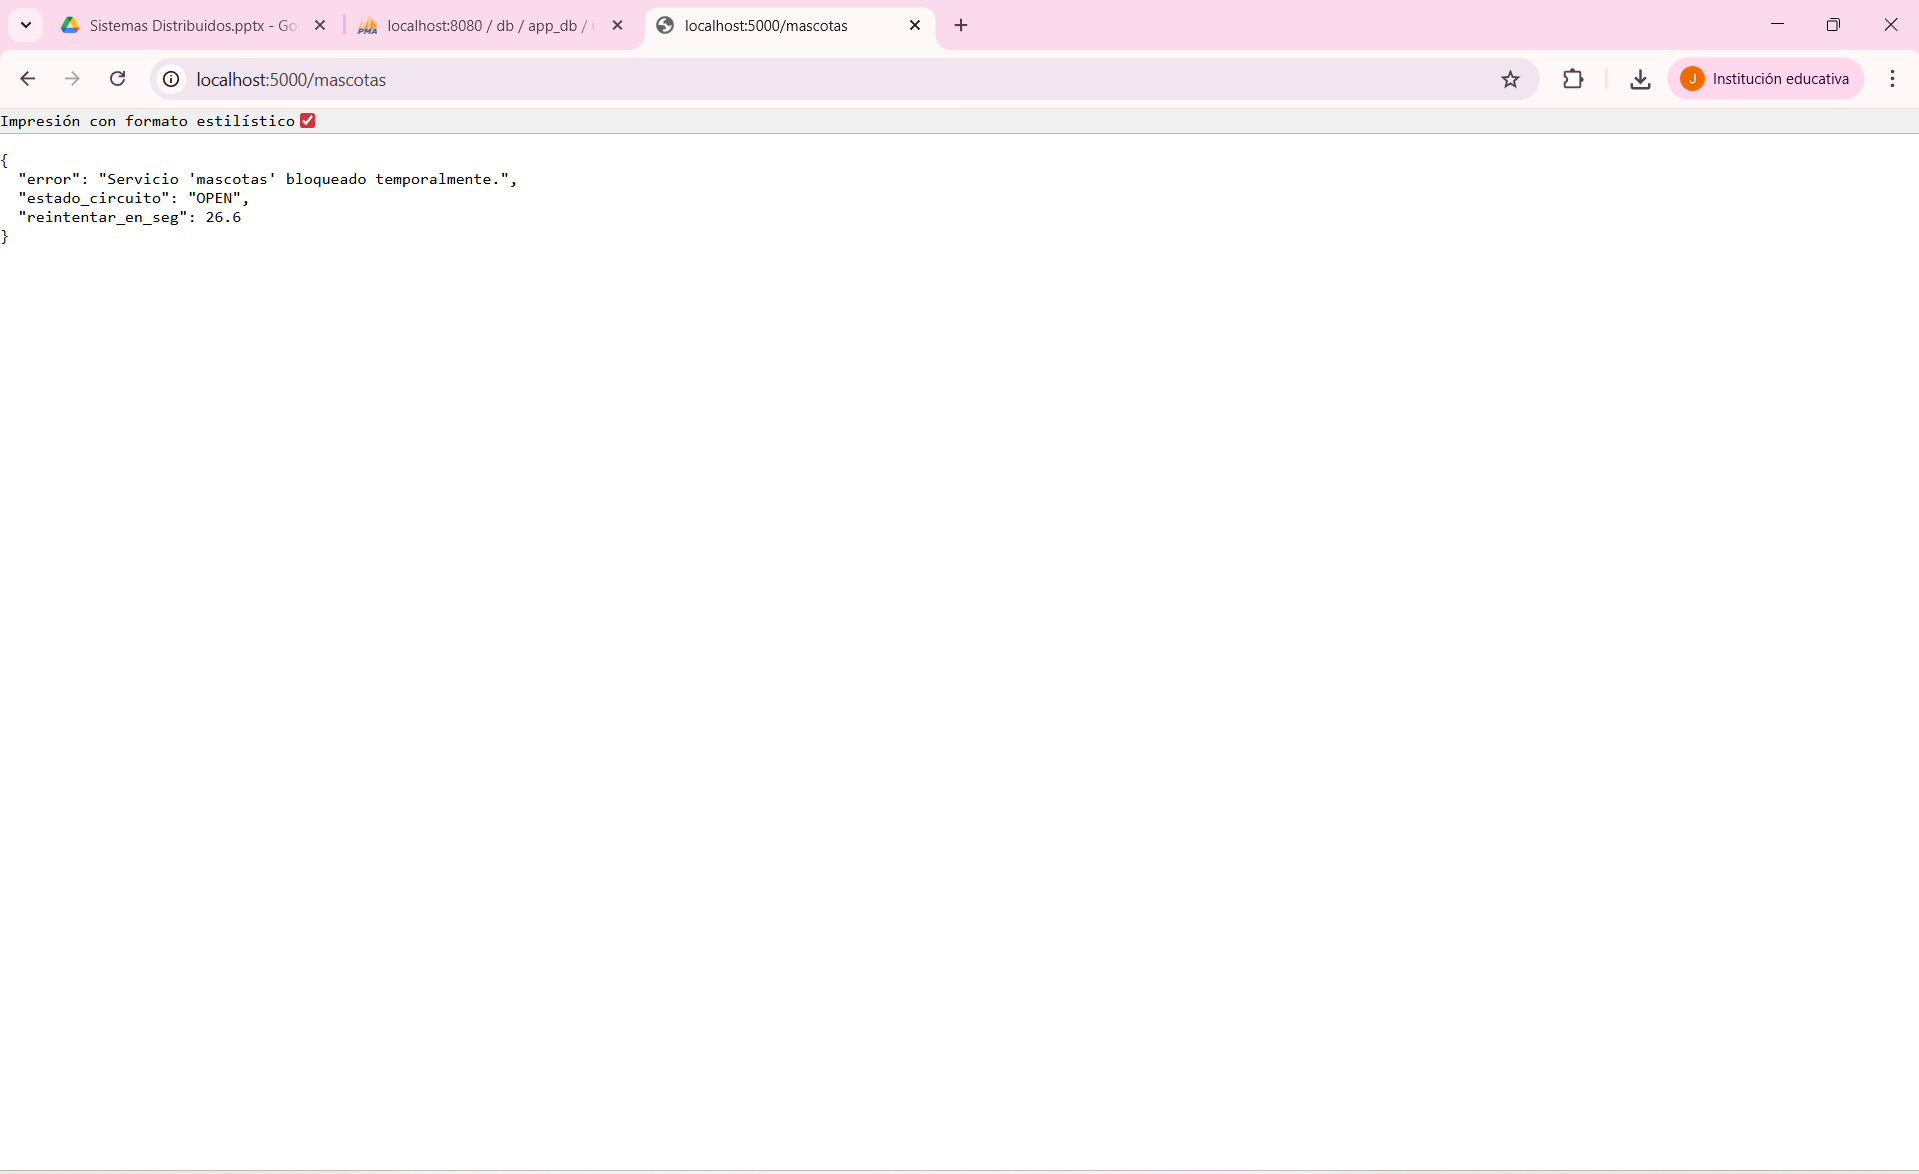 Sistemas Distribuidos.pptx - Go
localhost:8080 / db / app_db /
localhost:5000/mascotas
localhost:5000/mascotas
J
Institución educativa
Impresión con formato estilístico
{
  "error": "Servicio 'mascotas' bloqueado temporalmente.",
  "estado_circuito": "OPEN",
  "reintentar_en_seg": 26.6
}